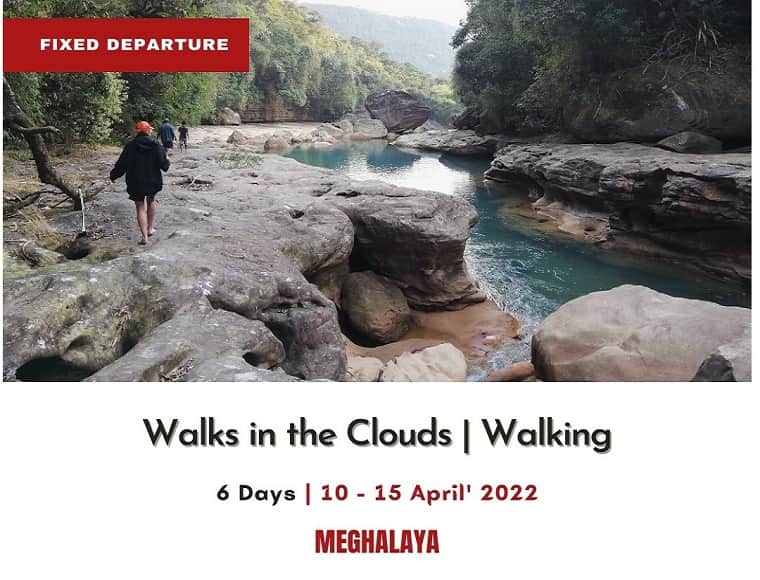 FIXED DEPARTURE
Walks in the Clouds | Walking
6 Days | 10 - 15 April' 2022
MEGHALAYA